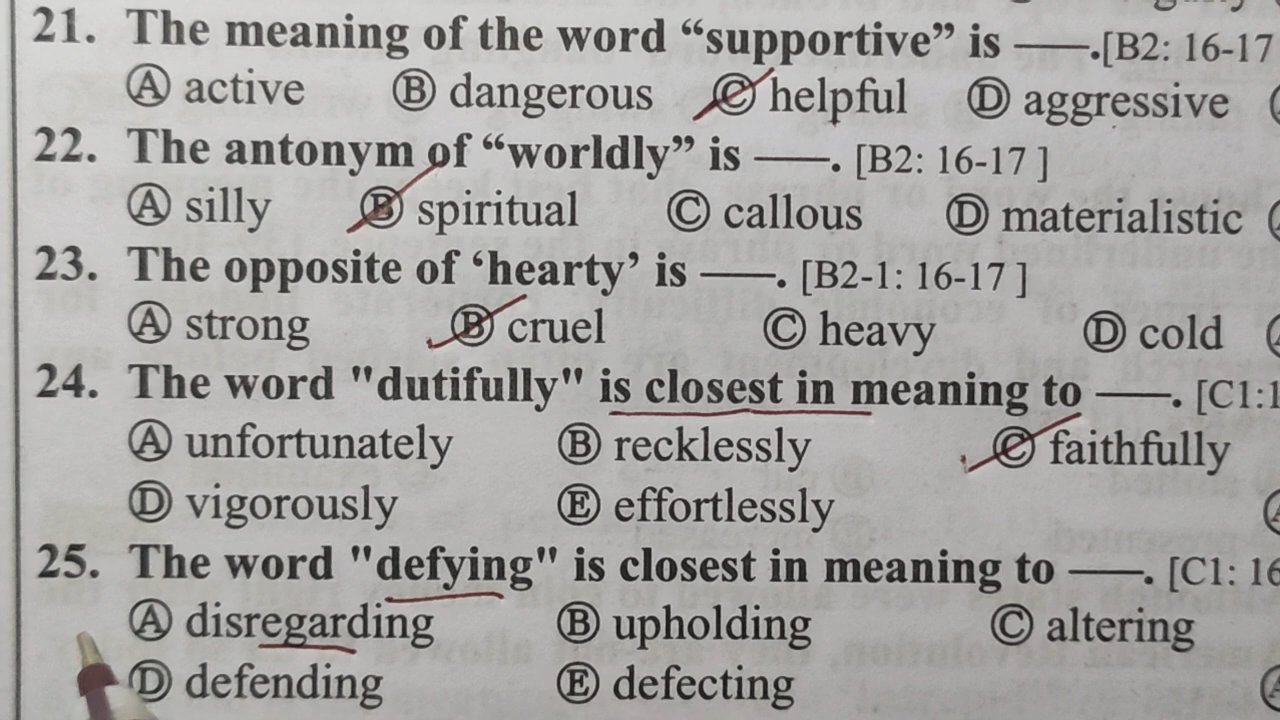 21. The meaning of the word “supportive” is ——.[B2: 16-17
Ⓐ active Ⓑ dangerous Ⓒ helpful Ⓓ aggressive
22. The antonym of “worldly” is ——. [B2: 16-17 ]
Ⓐ silly Ⓑ spiritual Ⓒ callous Ⓓ materialistic
23. The opposite of ‘hearty’ is ——. [B2-1: 16-17 ]
Ⓐ strong Ⓑ cruel Ⓒ heavy Ⓓ cold
24. The word "dutifully" is closest in meaning to ——. [C1:1
Ⓐ unfortunately Ⓑ recklessly Ⓒ faithfully
Ⓓ vigorously Ⓔ effortlessly
25. The word "defying" is closest in meaning to ——. [C1: 16
Ⓐ disregarding Ⓑ upholding Ⓒ altering
Ⓓ defending Ⓔ defecting